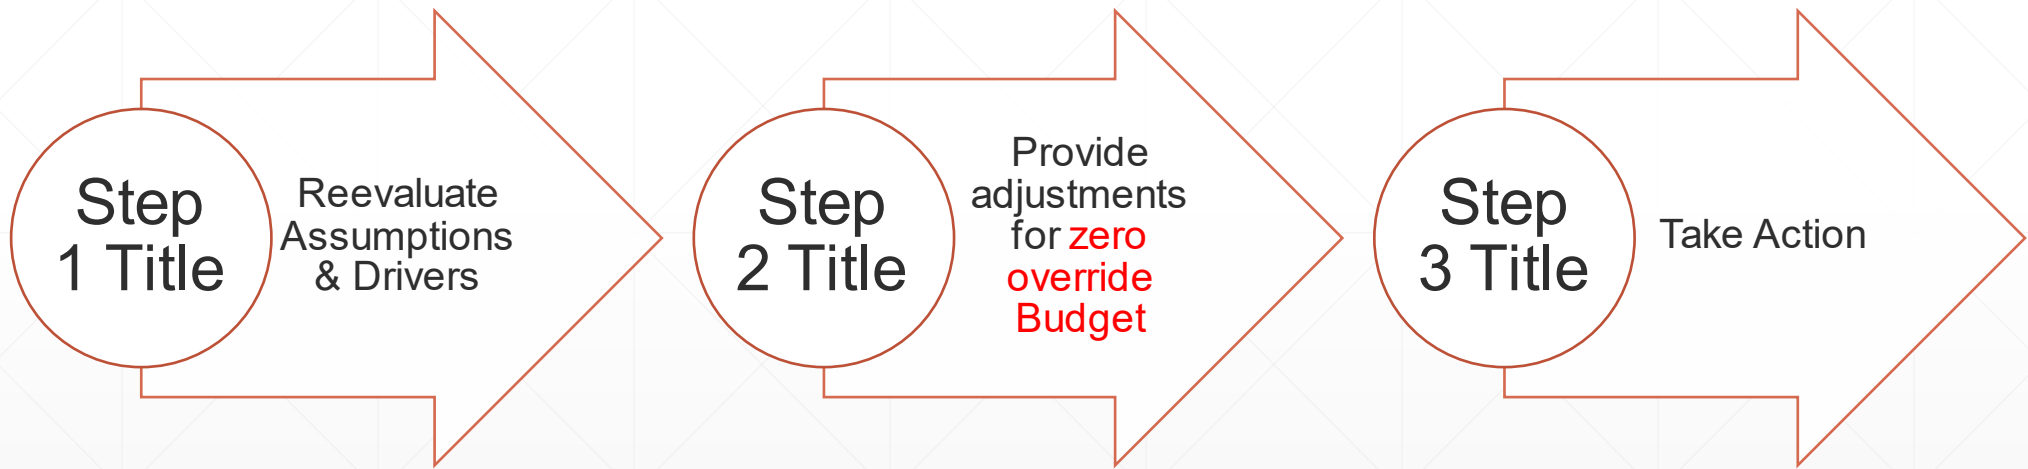 Step
1 Title
Reevaluate
Assumptions
& Drivers
Step
2 Title
Provide
adjustments
for zero
override
Budget
Step
3 Title
Take Action